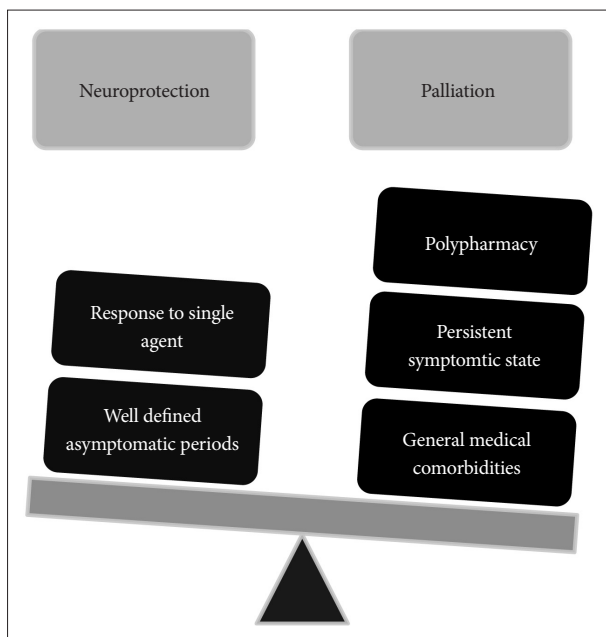 Neuroprotection
Palliation
Polypharmacy
Response to single
agent
Persistent
symptomtic state
Well defined
asymptomatic periods
General medical
comorbidities